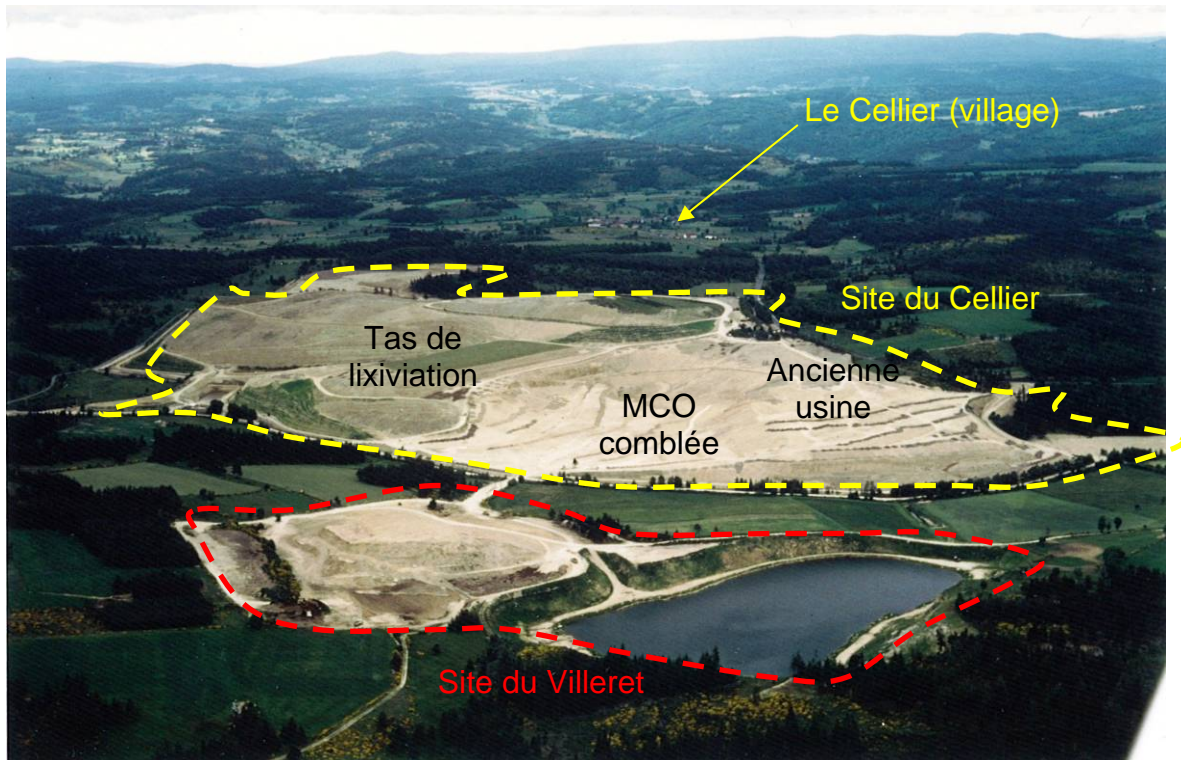 Le Cellier (village)
Site du Cellier
Tas de
lixiviation
Ancienne
usine
MCO
comblée
Site du Villeret